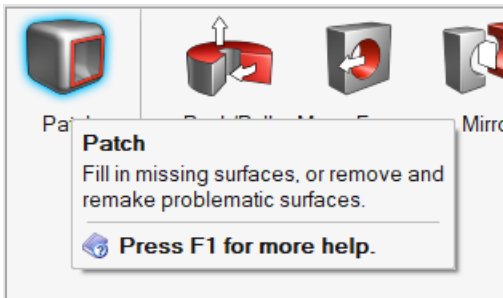 Patch
Fill in missing surfaces, or remove and
remake problematic surfaces.
Press F1 for more help.